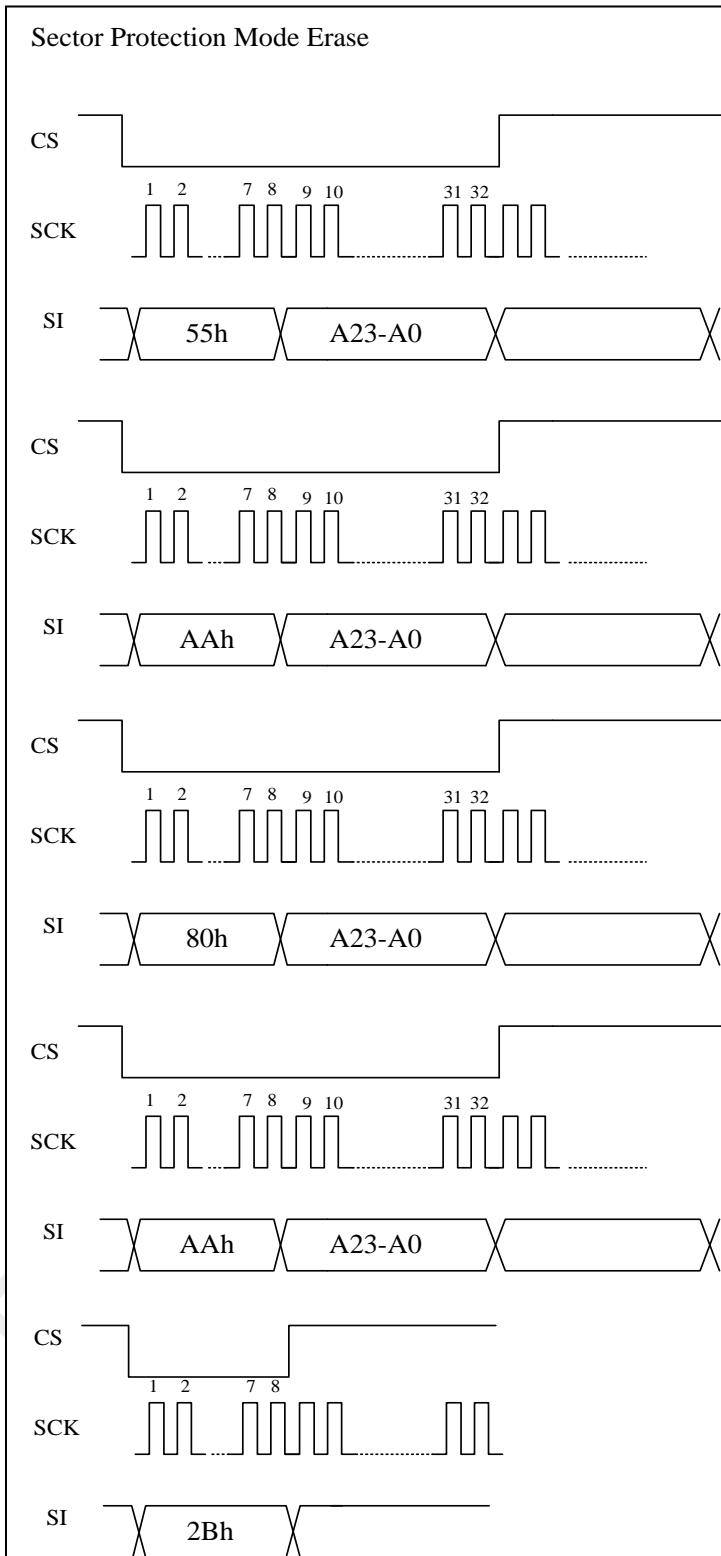 Sector Protection Mode Erase
CS
1 2 7 8 9 10 31 32
SCK
SI 55h A23-A0
CS
1 2 7 8 9 10 31 32
SCK
SI AAh A23-A0
CS
1 2 7 8 9 10 31 32
SCK
SI 80h A23-A0
CS
1 2 7 8 9 10 31 32
SCK
SI AAh A23-A0
CS
1 2 7 8
SCK
SI 2Bh